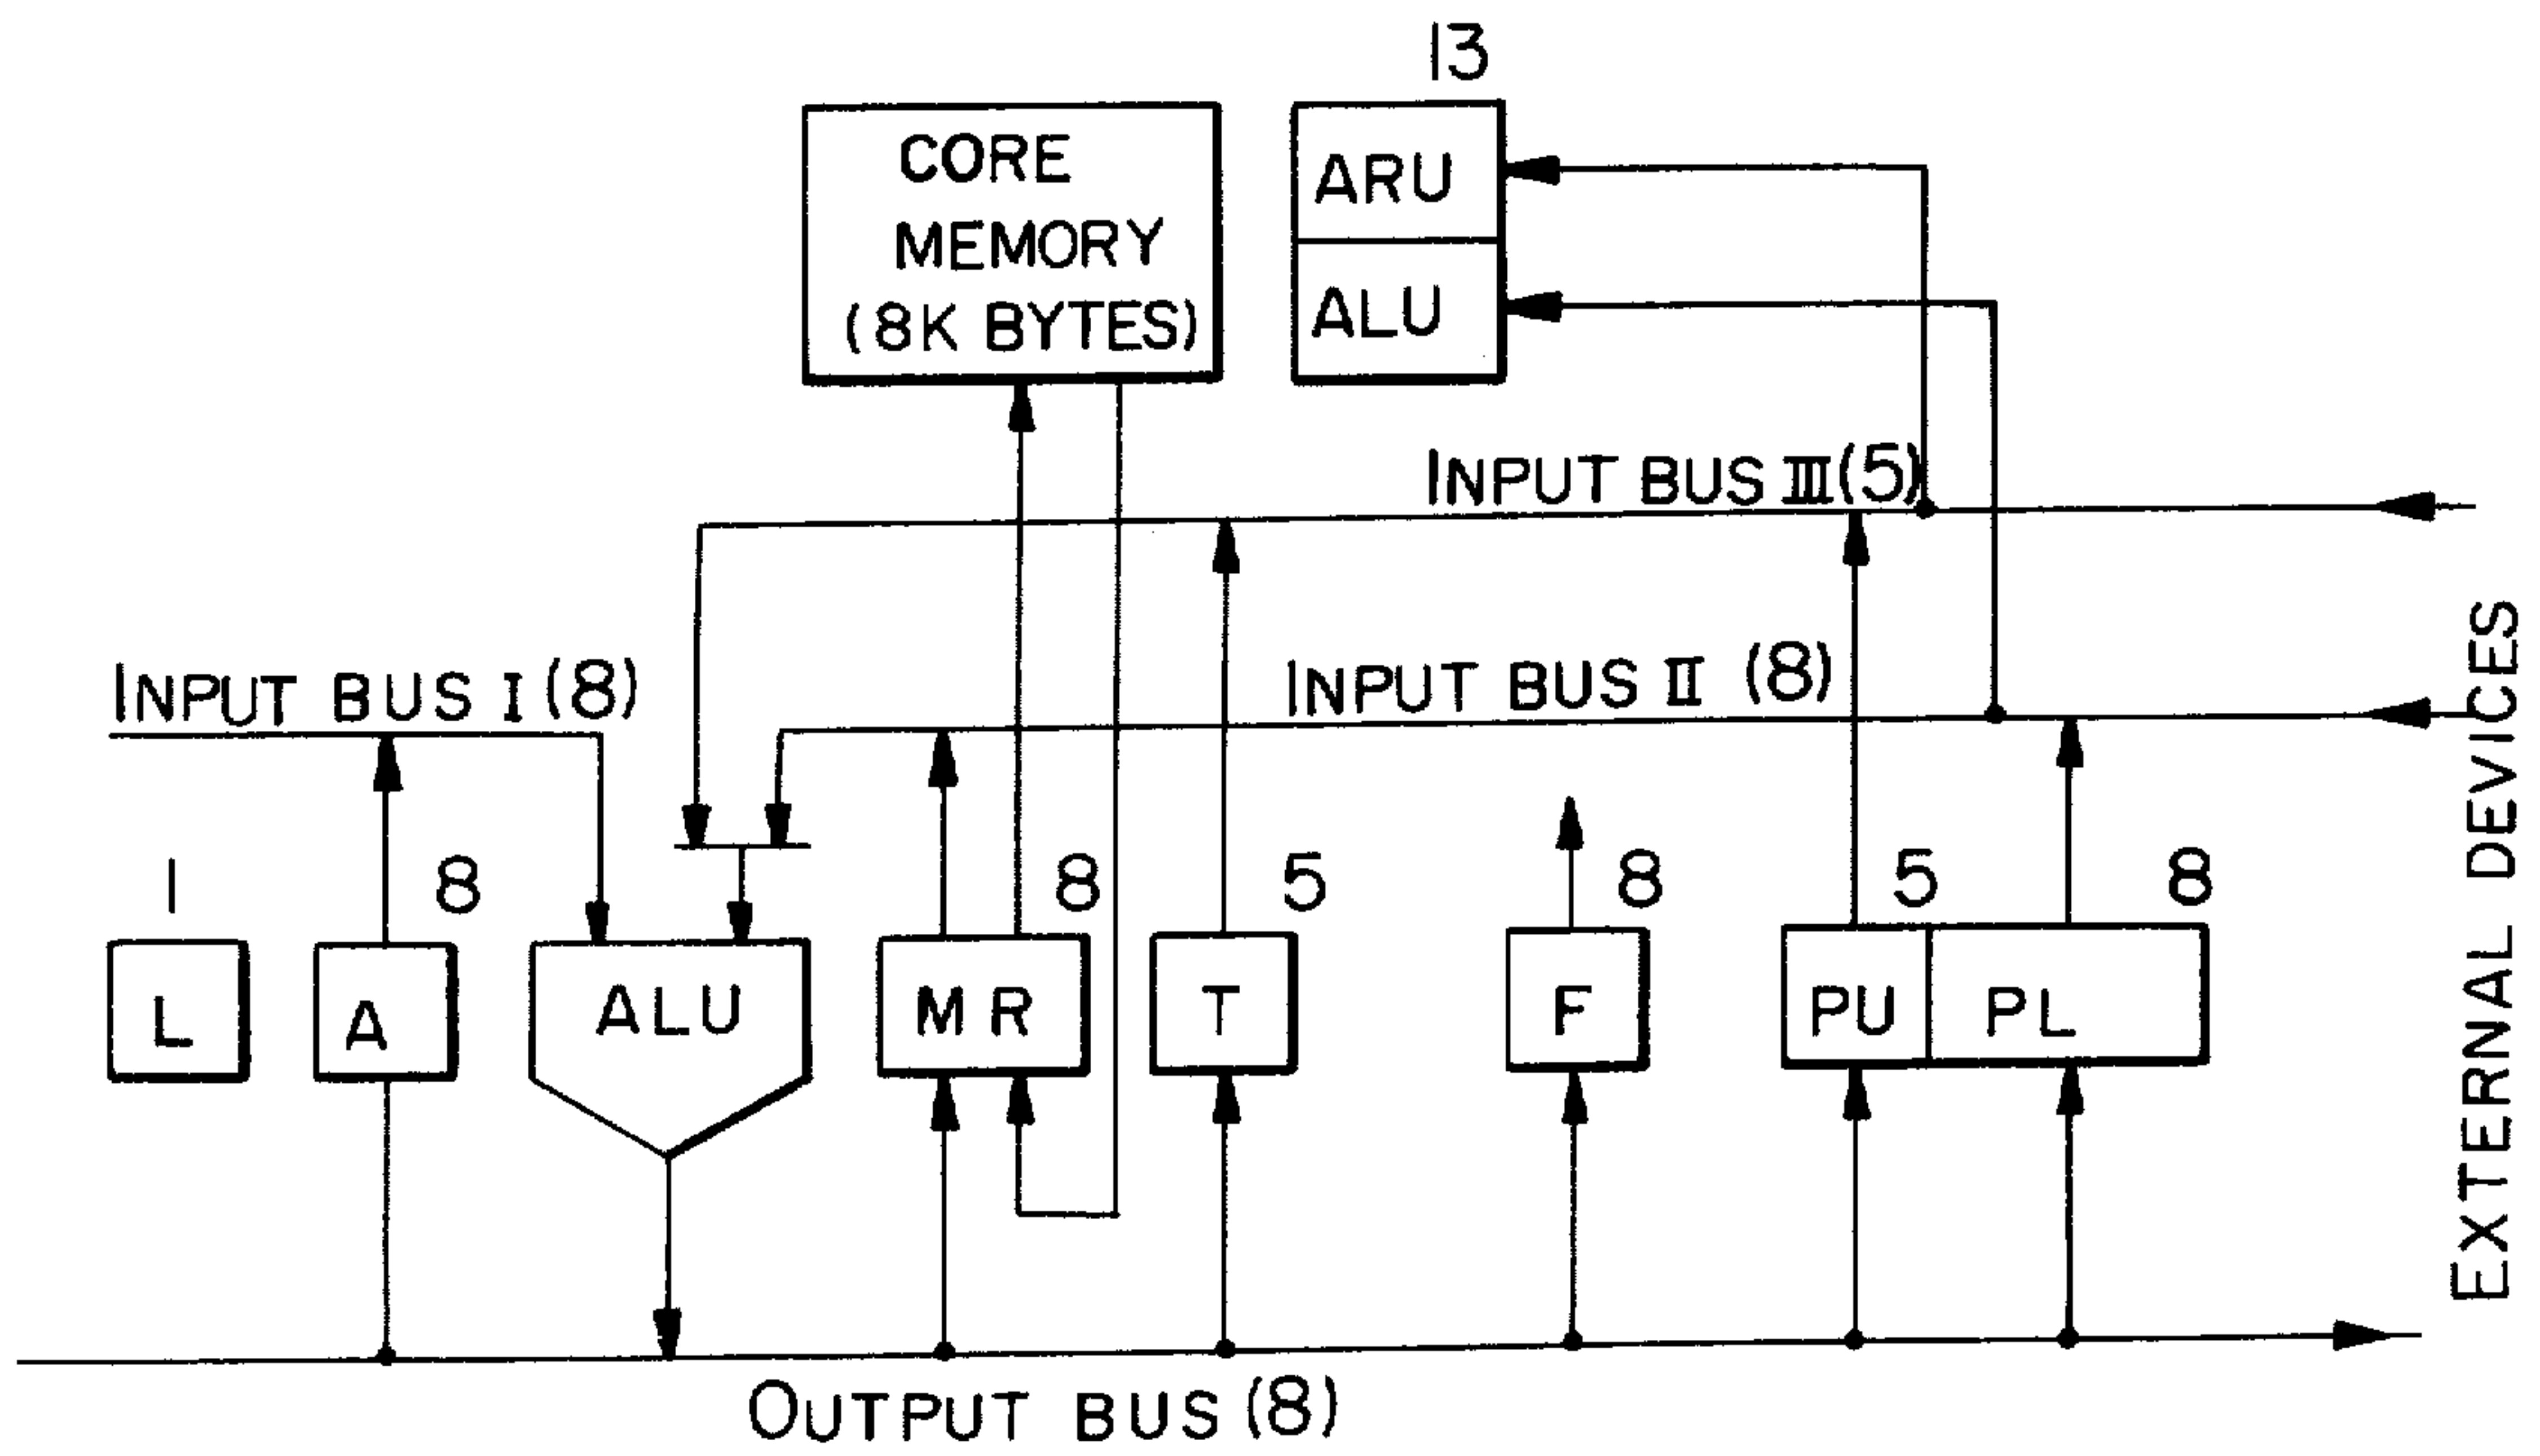 13
CORE
MEMORY
(8K BYTES)
ARU
ALU
INPUT BUS III (5)
INPUT BUS I (8)
INPUT BUS II (8)
1
8
8
5
8
5
8
L
A
ALU
MR
T
F
PU
PL
EXTERNAL DEVICES
OUTPUT BUS (8)